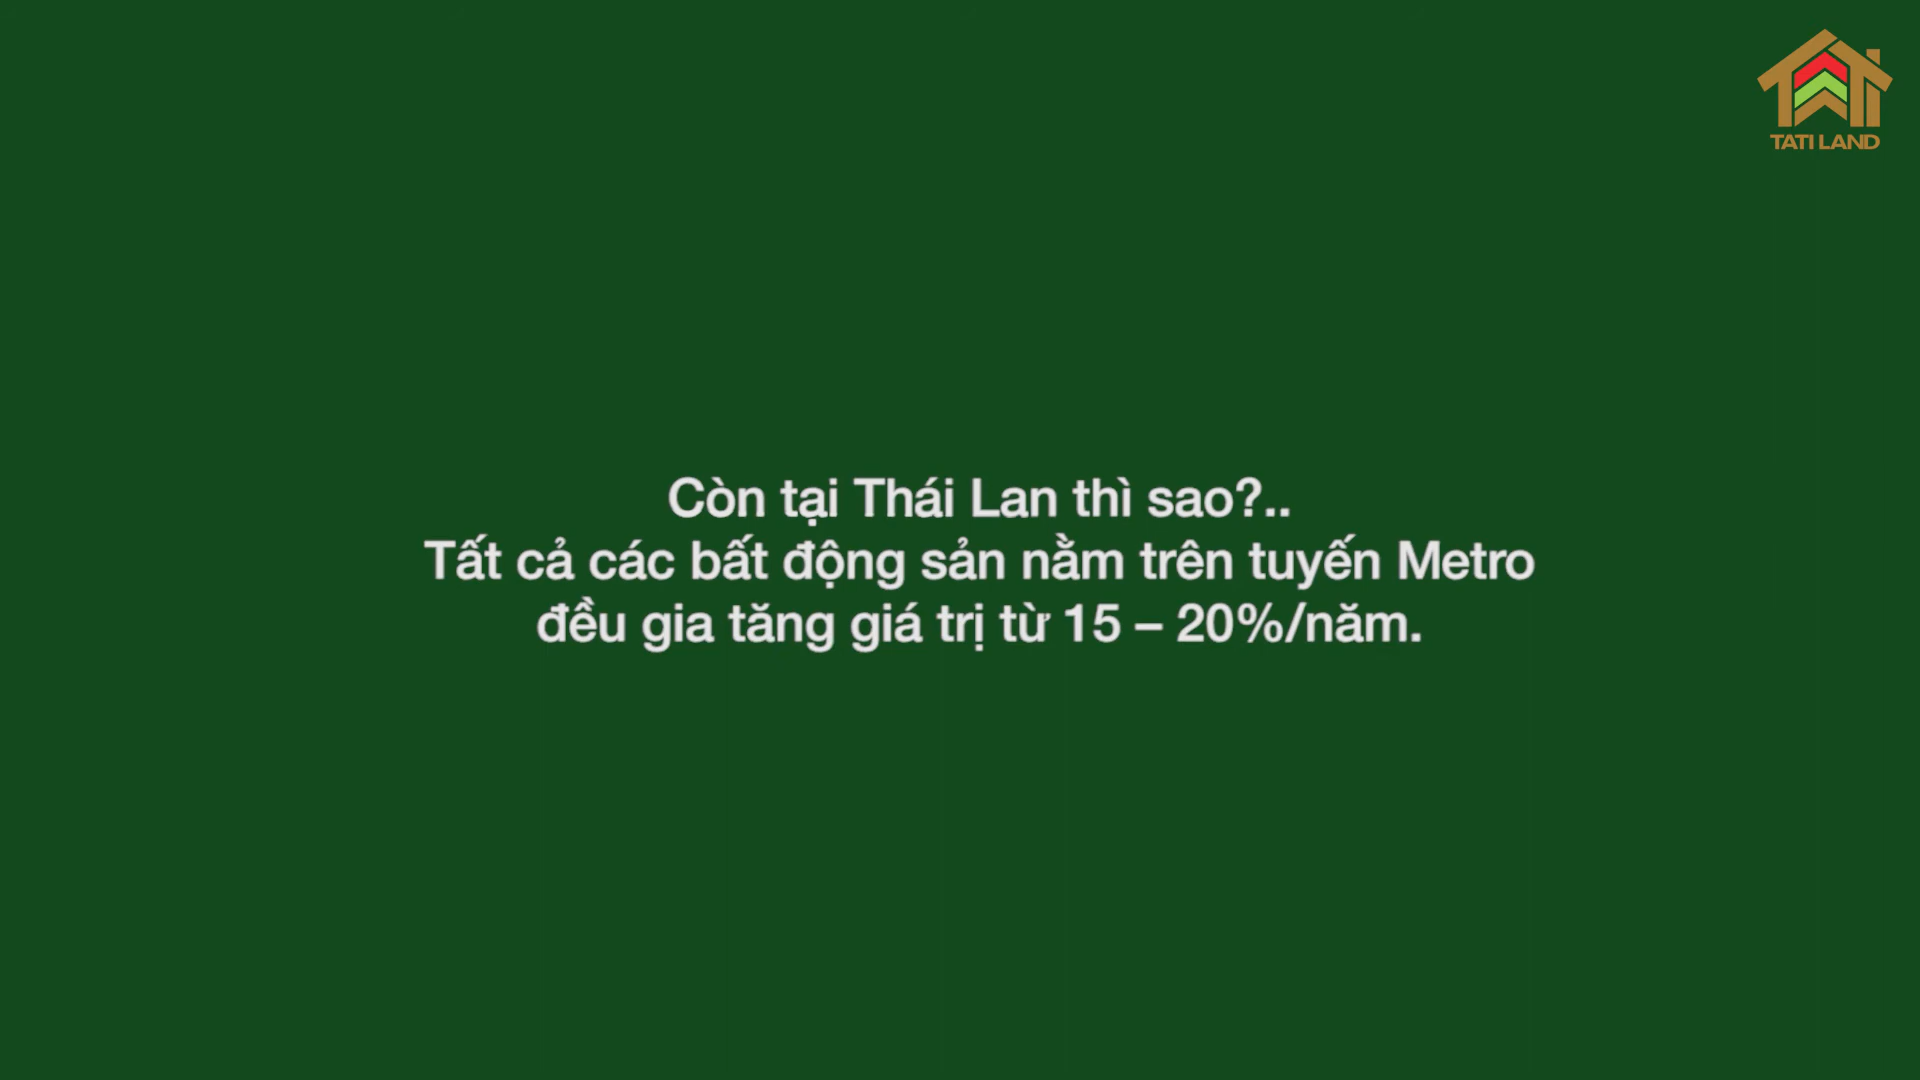 TATI LAND
Còn tại Thái Lan thì sao?..
Tất cả các bất động sản nằm trên tuyến Metro
đều gia tăng giá trị từ 15 – 20%/năm.